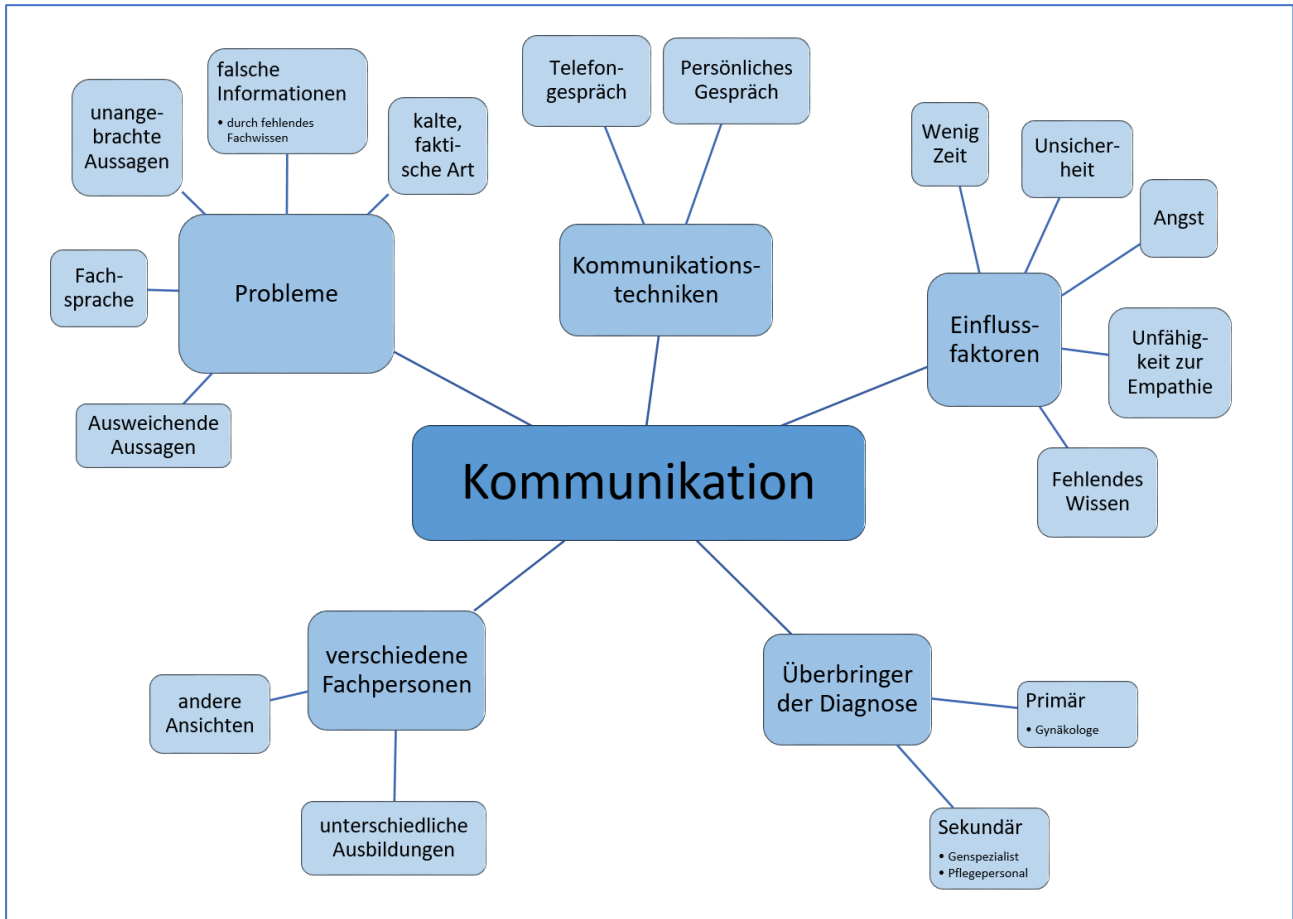 falsche
Informationen
• durch fehlendes
Fachwissen
unange-
brachte
Aussagen
kalte,
fakti-
sche Art
Fach-
sprache
Probleme
Ausweichende
Aussagen
Telefon-
gespräch
Persönliches
Gespräch
Kommunikations-
techniken
Wenig
Zeit
Unsicher-
heit
Angst
Einfluss-
faktoren
Unfähig-
keit zur
Empathie
Fehlendes
Wissen
Kommunikation
verschiedene
Fachpersonen
andere
Ansichten
unterschiedliche
Ausbildungen
Überbringer
der Diagnose
Primär
• Gynäkologe
Sekundär
• Genspezialist
• Pflegepersonal